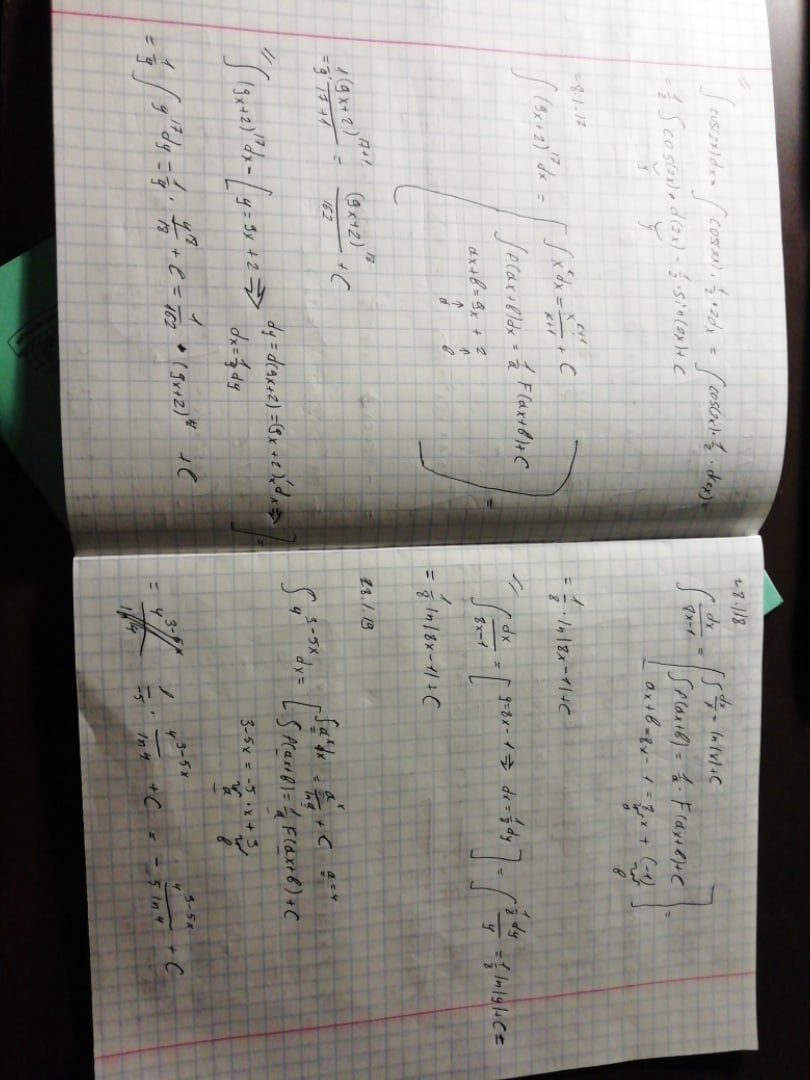 ∫ cos(2x)dx = ∫ cos(2x) · 1/2 · 2dx = ∫ cos(2x) · 1/2 · d(2x) =
= 1/2 ∫ cos(2x) · d(2x) = 1/2 · sin(2x) + C
y y
28.1.17
∫ (9x+2)^17 dx = [ ∫ x^α dx = x^(α+1)/(α+1) + C
∫ f(ax+b)dx = 1/a F(ax+b) + C
ax+b = 9x + 2 ] =
a b
= 1/9 (9x+2)^(17+1)/(17+1) = (9x+2)^18/162 + C
∫ (9x+2)^17 dx = [ y = 9x+2 ⇒ dy = d(9x+2) = (9x+2)'dx ⇒
dx = 1/9 dy ] =
= 1/9 ∫ y^17 dy = 1/9 · y^18/18 + C = 1/162 · (9x+2)^18 + C
28.1.18
∫ dx/(8x-1) = [ ∫ dx/x = ln|x| + C
∫ f(ax+b) = 1/a · F(ax+b) + C
ax+b = 8x - 1 = 8x + (-1) ] =
a b
= 1/8 · ln|8x-1| + C
∫ dx/(8x-1) = [ y = 8x-1 ⇒ dx = 1/8 dy ] = ∫ (1/8 dy)/y = 1/8 ln|y| + C =
= 1/8 ln|8x-1| + C
28.1.19
∫ 4^(3-5x) dx = [ ∫ a^x dx = a^x/ln a + C a=4
∫ f(ax+b) = 1/a F(ax+b) + C
3-5x = -5·x + 3
a b
= 1/-5 · 4^(3-5x)/ln4 + C = - 4^(3-5x)/(5 ln4) + C